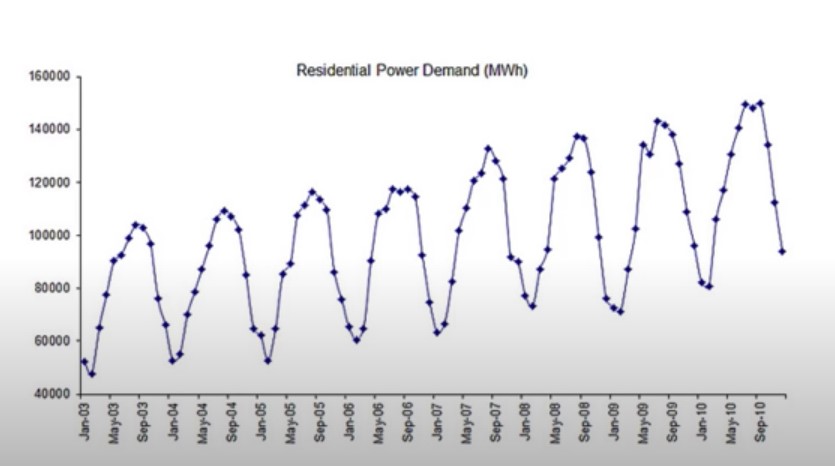 Residential Power Demand (MWh)
160000
140000
120000
100000
80000
60000
40000
Jan-03
May-03
Sep-03
Jan-04
May-04
Sep-04
Jan-05
May-05
Sep-05
Jan-06
May-06
Sep-06
Jan-07
May-07
Sep-07
Jan-08
May-08
Sep-08
Jan-09
May-09
Sep-09
Jan-10
May-10
Sep-10